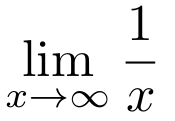 lim x→∞ 1/x